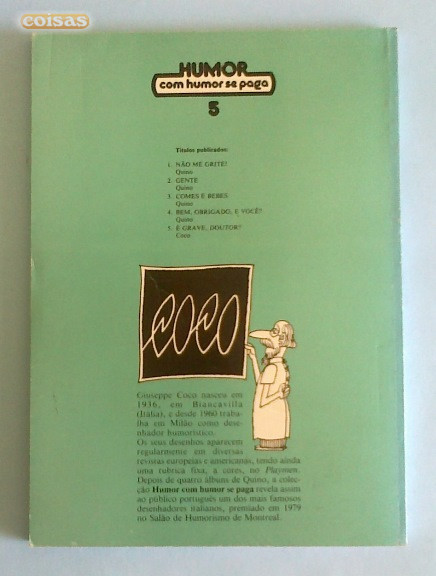 coisas
HUMOR
com humor se paga
5
Títulos publicados:
1. NÃO ME GRITE!
Quino
2. GENTE
Quino
3. COMES E BEBES
Quino
4. BEM, OBRIGADO, E VOCÊ?
Quino
5. É GRAVE, DOUTOR?
Coco
COCO
Giuseppe Coco nasceu em
1936, em Biancavilla
(Itália), e desde 1960 traba-
lha em Milão como dese-
nhador humorístico.
Os seus desenhos aparecem
regularmente em diversas
revistas europeias e americanas, tendo ainda
uma rubrica fixa, a cores, no Playmen.
Depois de quatro álbuns de Quino, a colec-
ção Humor com humor se paga revela assim
ao público português um dos mais famosos
desenhadores italianos, premiado em 1979
no Salão de Humorismo de Montreal.